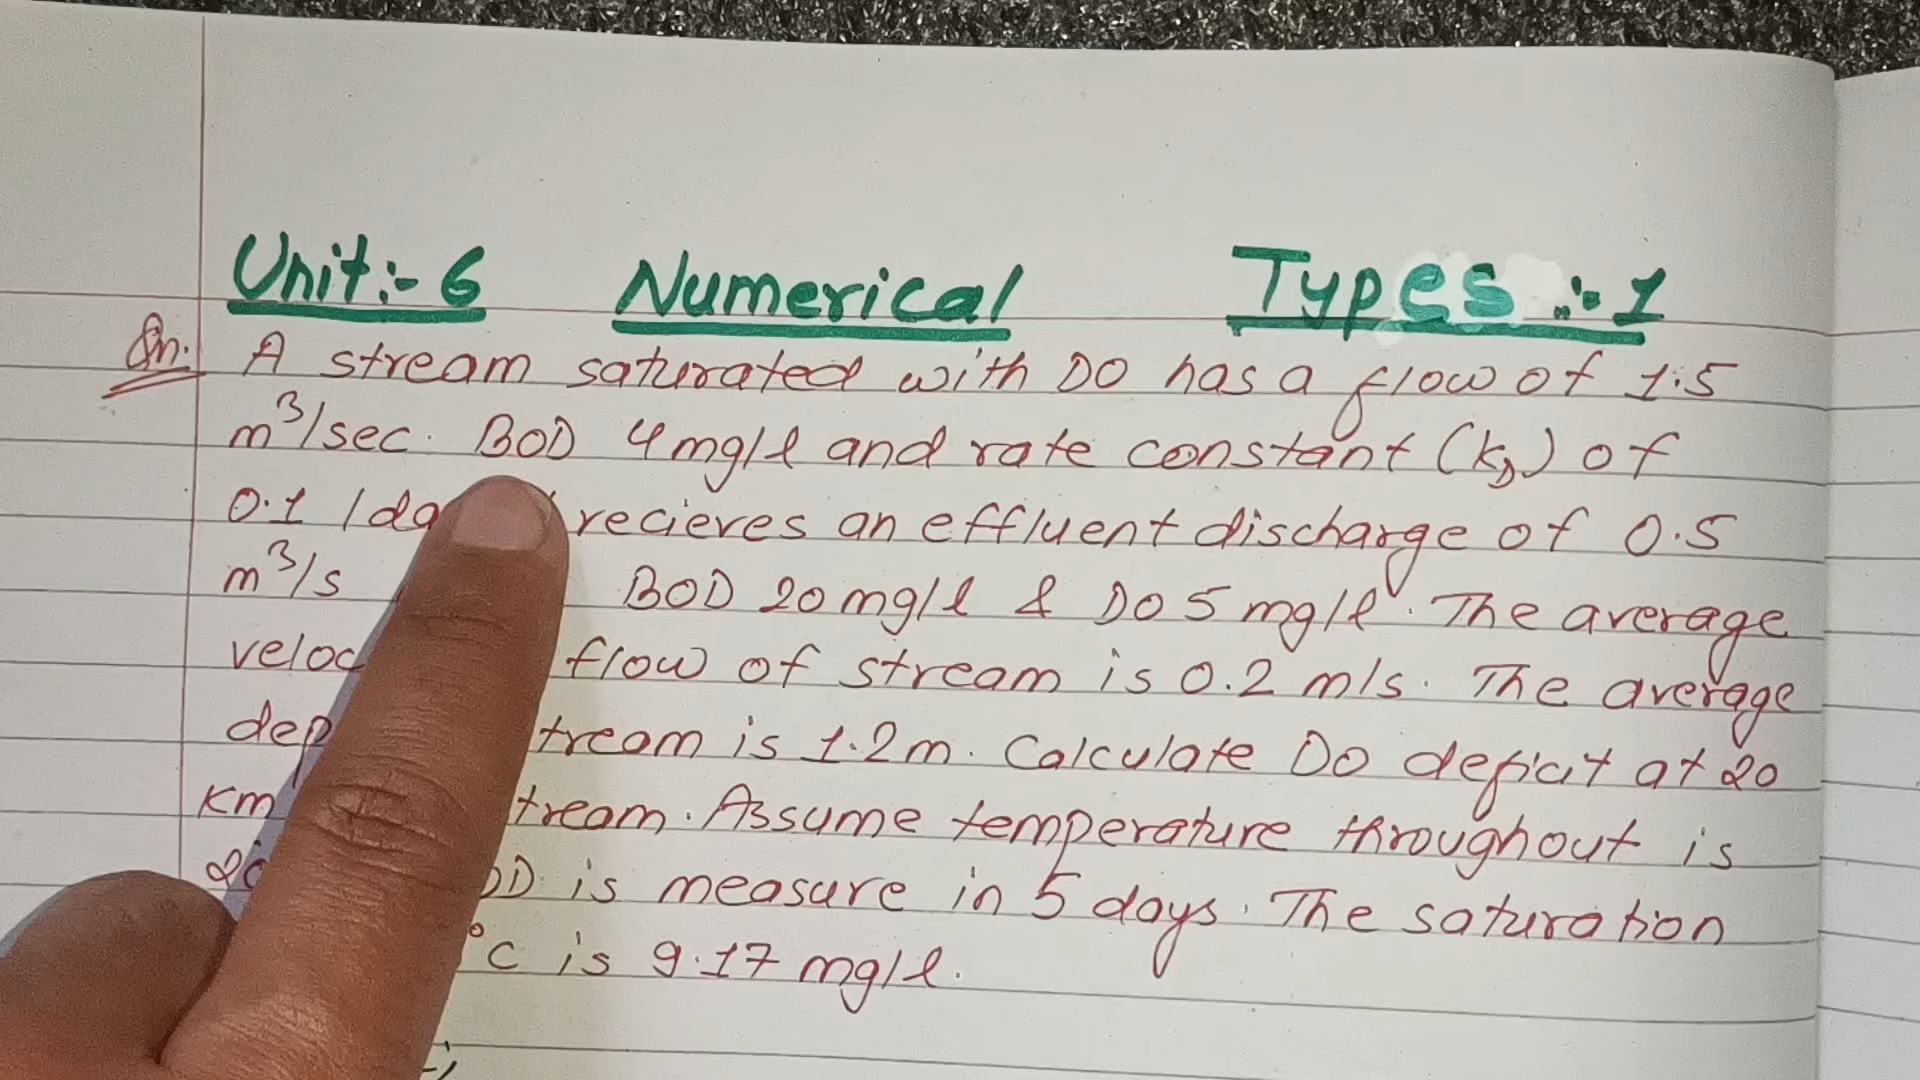 Unit:- 6 Numerical Types :- 1
Qn. A stream saturated with DO has a flow of 1.5
m³/sec. BOD 4 mg/l and rate constant (kD) of
0.1 /da recieves an effluent discharge of 0.5
m³/s BOD 20 mg/l & DO 5 mg/l. The average
veloc flow of stream is 0.2 m/s. The average
dep tream is 1.2m. Calculate DO deficit at 20
km tream. Assume temperature throughout is
20 OD is measure in 5 days. The saturation
°C is 9.17 mg/l.